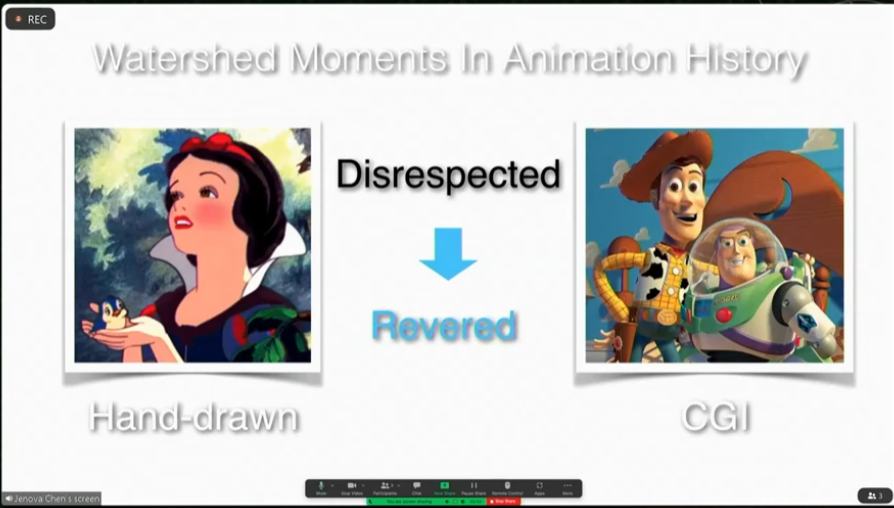 REC
Watershed Moments In Animation History
Disrespected
Revered
Hand-drawn
CGI
Jenova Chen's screen
Mute
Stop Video
Participants
Chat
New Share
Pause Share
Remote Control
Apps
More
You are screen sharing
Stop Share
3